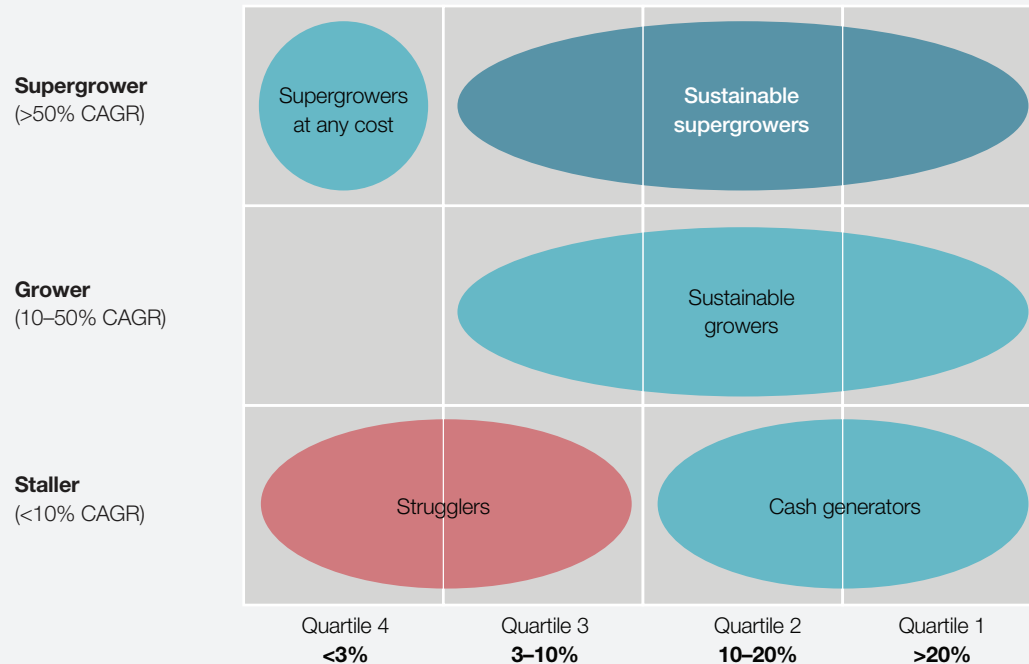 Supergrower
(>50% CAGR)
Supergrowers
at any cost
Sustainable
supergrowers
Grower
(10–50% CAGR)
Sustainable
growers
Staller
(<10% CAGR)
Strugglers
Cash generators
Quartile 4
<3%
Quartile 3
3–10%
Quartile 2
10–20%
Quartile 1
>20%